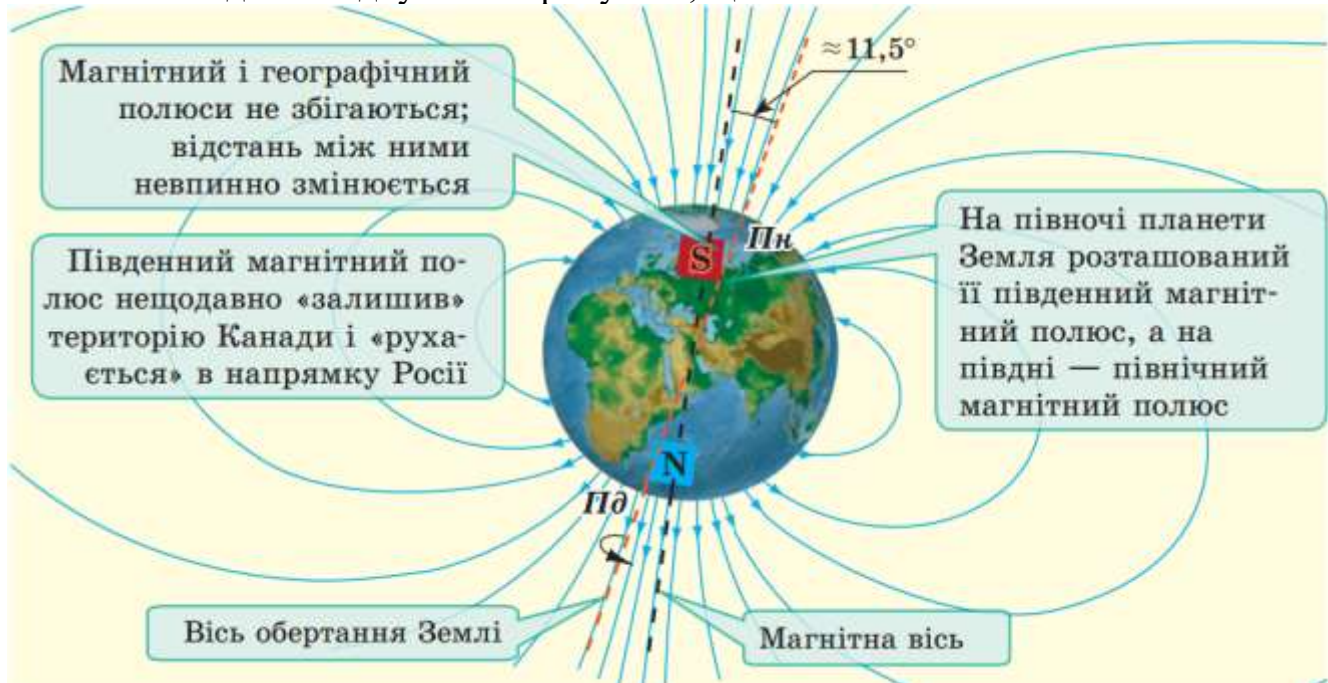 ≈11,5°
Магнітний і географічний
полюси не збігаються;
відстань між ними
невпинно змінюється
Південний магнітний по-
люс нещодавно «залишив»
територію Канади і «руха-
ється» в напрямку Росії
Пн
S
На півночі планети
Земля розташований
її південний магніт-
ний полюс, а на
півдні — північний
магнітний полюс
N
Пд
Вісь обертання Землі
Магнітна вісь